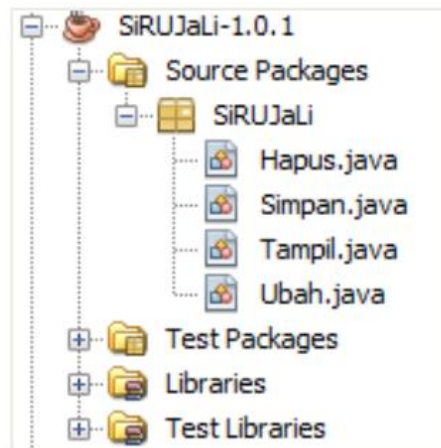 SiRUJaLi-1.0.1
Source Packages
SiRUJaLi
Hapus.java
Simpan.java
Tampil.java
Ubah.java
Test Packages
Libraries
Test Libraries